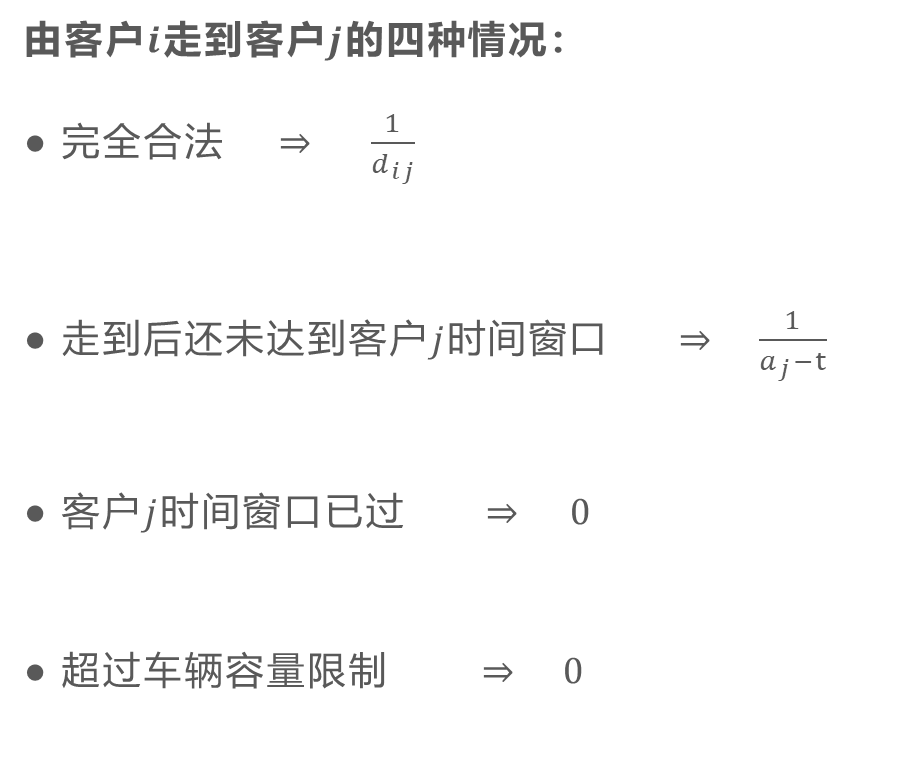 由客户i走到客户j的四种情况：
● 完全合法 ⇒ 1/d_ij
● 走到后还未达到客户j时间窗口 ⇒ 1/(a_j−t)
● 客户j时间窗口已过 ⇒ 0
● 超过车辆容量限制 ⇒ 0